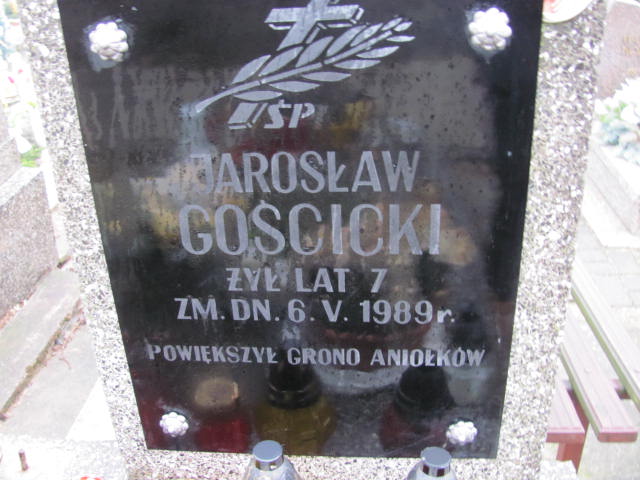 ŚP
JAROSŁAW
GOŚCICKI
ŻYŁ LAT 7
ZM. DN. 6. V. 1989 r.
POWIĘKSZYŁ GRONO ANIOŁKÓW